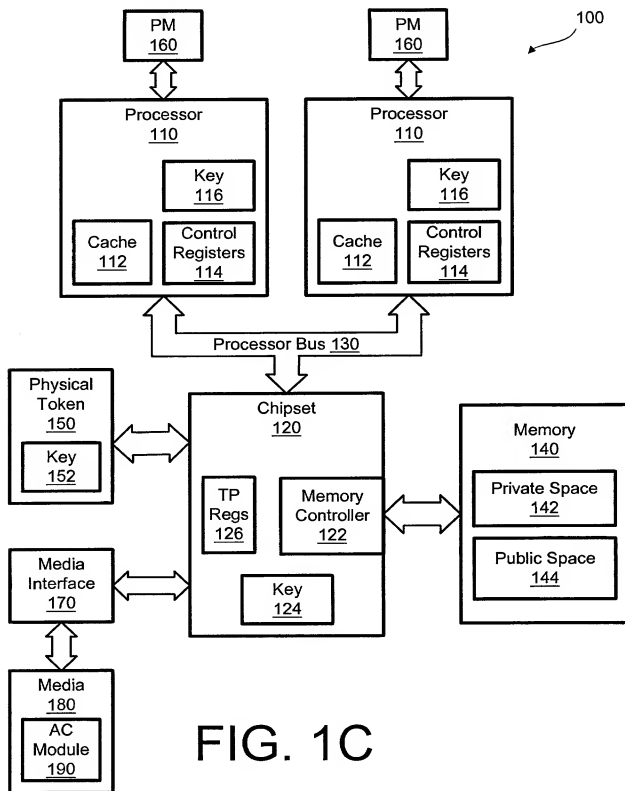 PM
160
PM
160
100
Processor
110
Key
116
Cache
112
Control
Registers
114
Processor
110
Key
116
Cache
112
Control
Registers
114
Processor Bus 130
Physical
Token
150
Key
152
Chipset
120
TP
Regs
126
Memory
Controller
122
Key
124
Memory
140
Private Space
142
Public Space
144
Media
Interface
170
Media
180
AC
Module
190
FIG. 1C